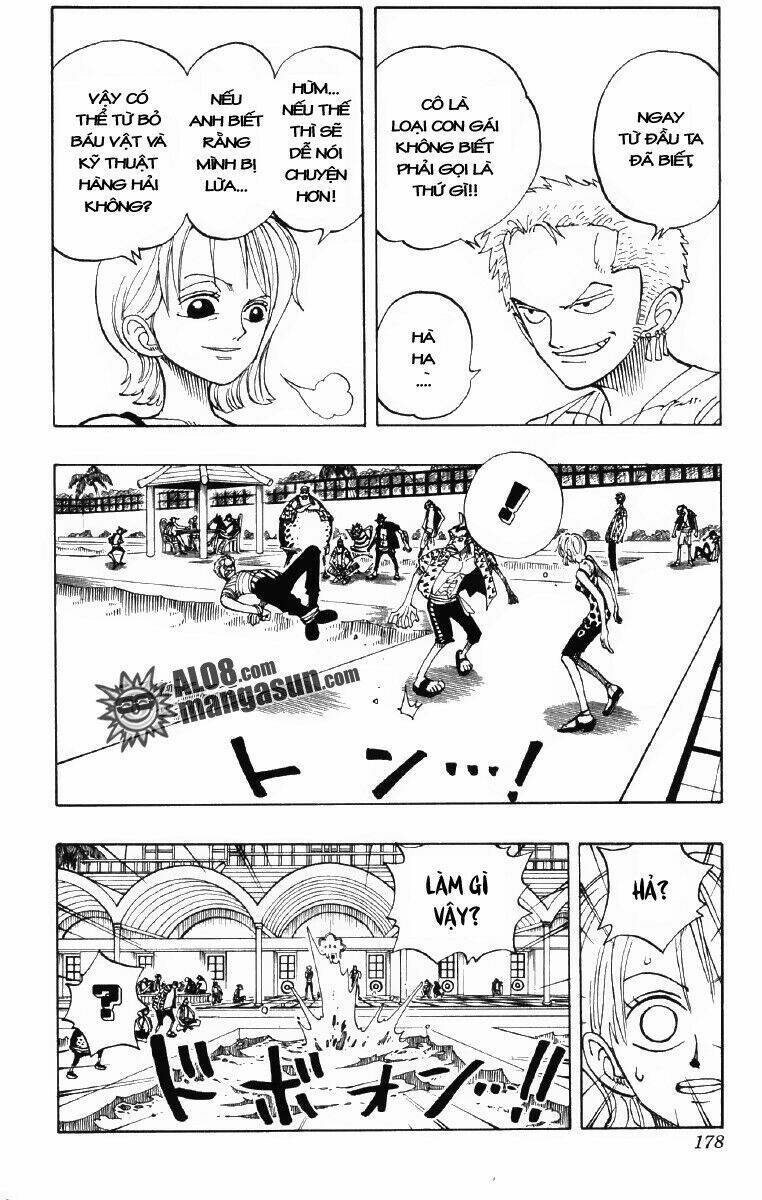 NGAY
TỪ ĐẦU TA
ĐÃ BIẾT,
CÔ LÀ
LOẠI CON GÁI
KHÔNG BIẾT
PHẢI GỌI LÀ
THỨ GÌ!!
HÀ
HẠ
....
HỪM...
NẾU THẾ
THÌ SẼ
DỄ NÓI
CHUYỆN
HƠN!
NẾU
ANH BIẾT
RẰNG
MÌNH BỊ
LỪA...
VẬY CÓ
THỂ TỪ BỎ
BÁU VẬT VÀ
KỸ THUẬT
HÀNG HẢI
KHÔNG?
!
AL08.com
mangasun.com
トン…!
HẢ?
LÀM GÌ
VẬY?
?
ドボォン…!!
178